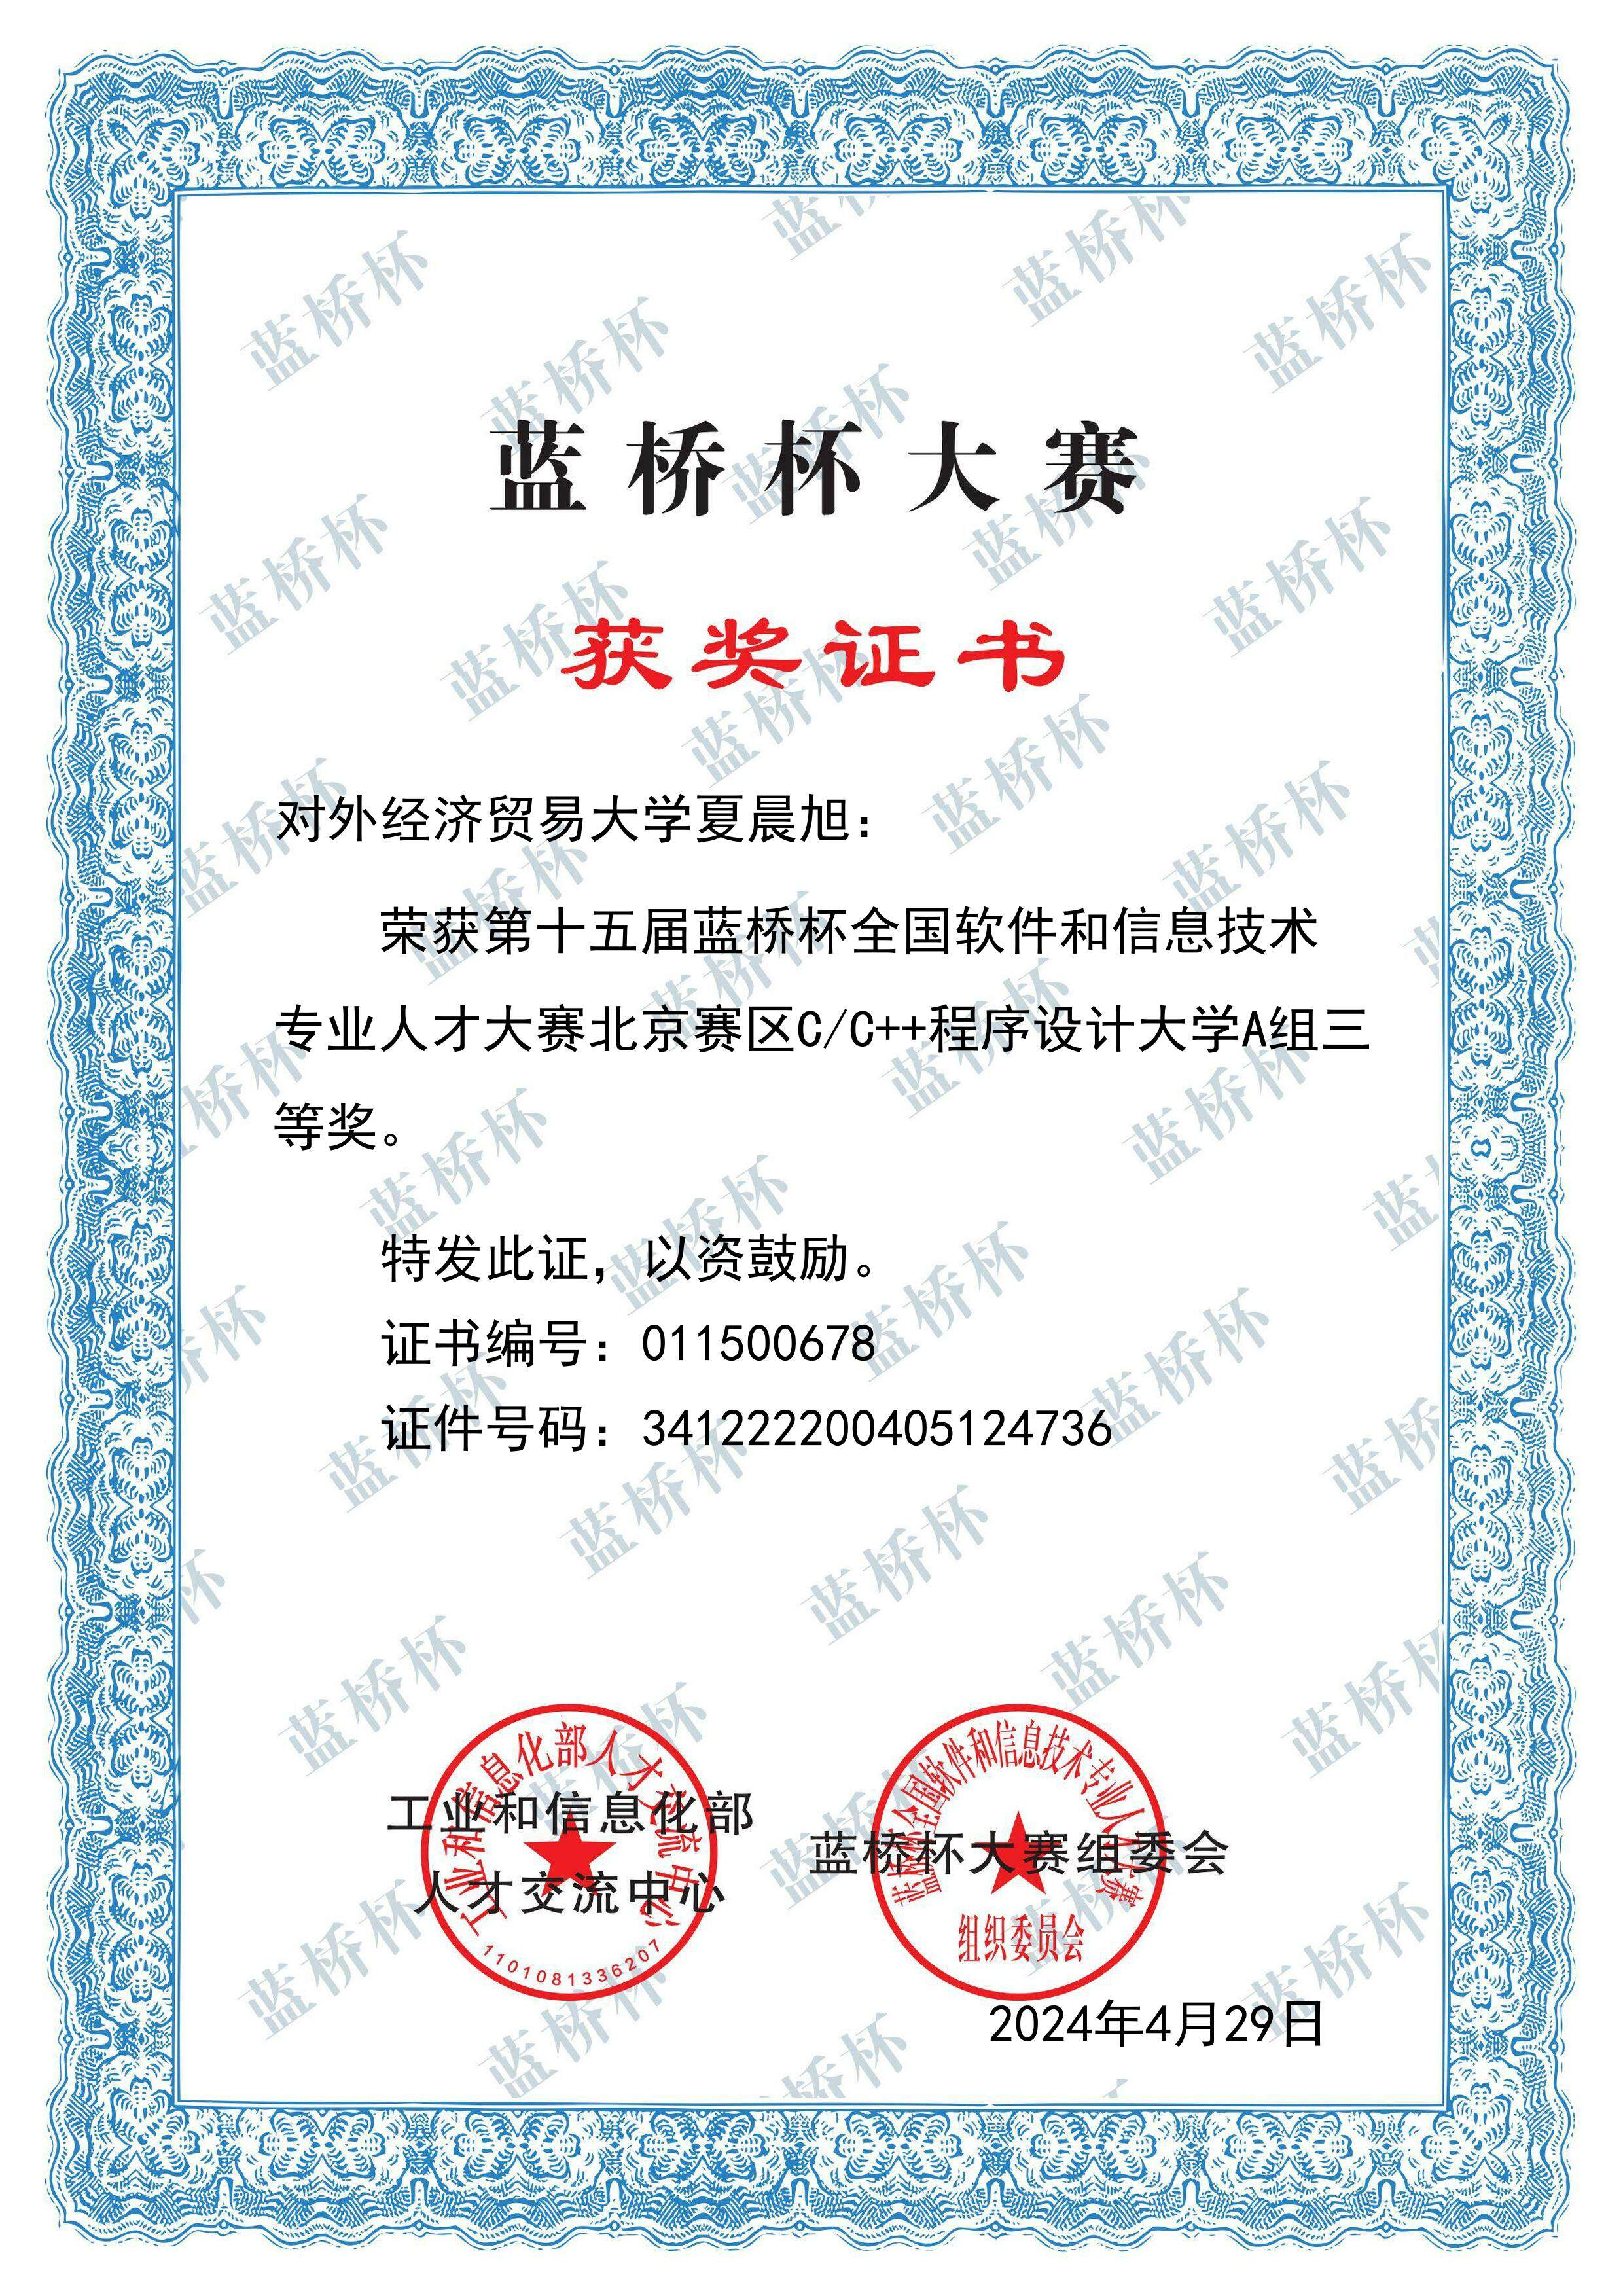 蓝桥杯大赛
获奖证书
对外经济贸易大学夏晨旭：
荣获第十五届蓝桥杯全国软件和信息技术
专业人才大赛北京赛区C/C++程序设计大学A组三
等奖。
特发此证，以资鼓励。
证书编号：011500678
证件号码：341222200405124736
工业和信息化部人才交流中心
1101081336207
工业和信息化部
人才交流中心
蓝桥杯全国软件和信息技术专业人才大赛
组织委员会
蓝桥杯大赛组委会
2024年4月29日
蓝桥杯